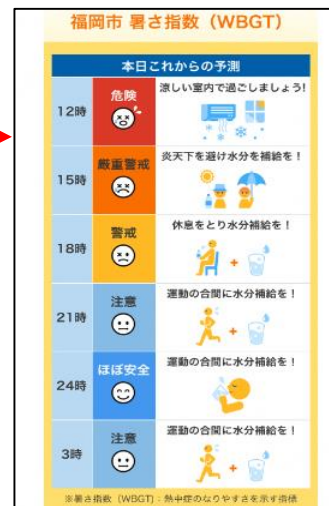 福岡市 暑さ指数（WBGT）
本日これからの予測
12時 危険 涼しい室内で過ごしましょう!
15時 厳重警戒 炎天下を避け水分を補給を！
18時 警戒 休息をとり水分補給を！
21時 注意 運動の合間に水分補給を！
24時 ほぼ安全 運動の合間に水分補給を！
3時 注意 運動の合間に水分補給を！
※暑さ指数（WBGT）：熱中症のなりやすさを示す指標